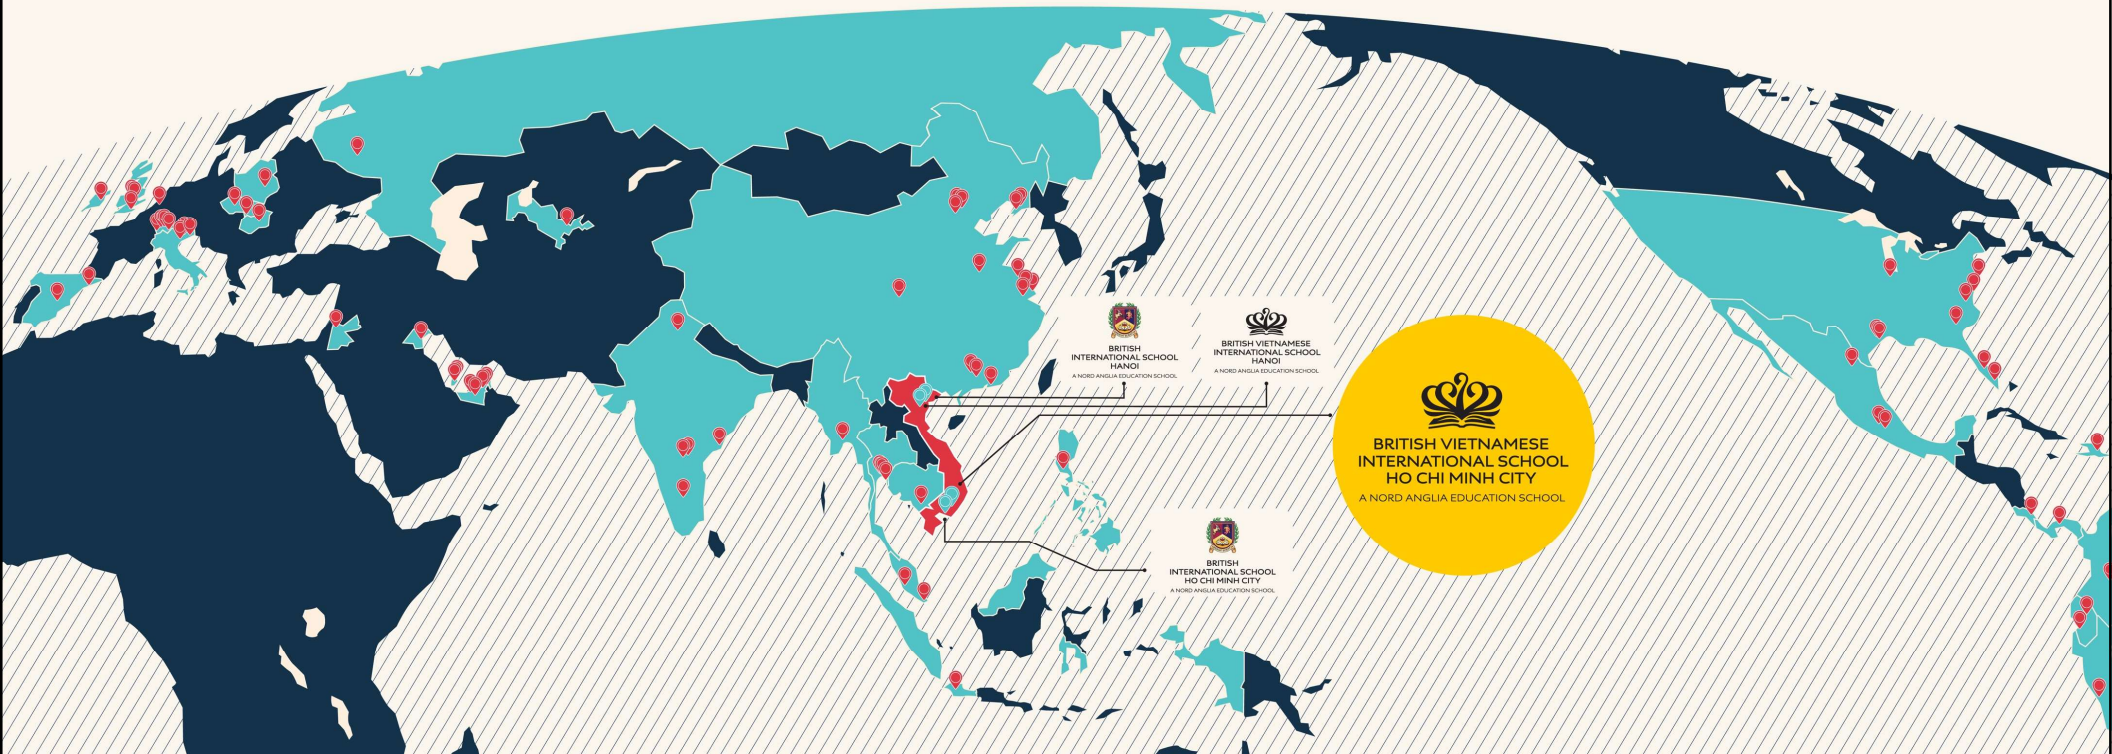 BRITISH
INTERNATIONAL SCHOOL
HANOI
A NORD ANGLIA EDUCATION SCHOOL
BRITISH VIETNAMESE
INTERNATIONAL SCHOOL
HANOI
A NORD ANGLIA EDUCATION SCHOOL
BRITISH VIETNAMESE
INTERNATIONAL SCHOOL
HO CHI MINH CITY
A NORD ANGLIA EDUCATION SCHOOL
BRITISH
INTERNATIONAL SCHOOL
HO CHI MINH CITY
A NORD ANGLIA EDUCATION SCHOOL